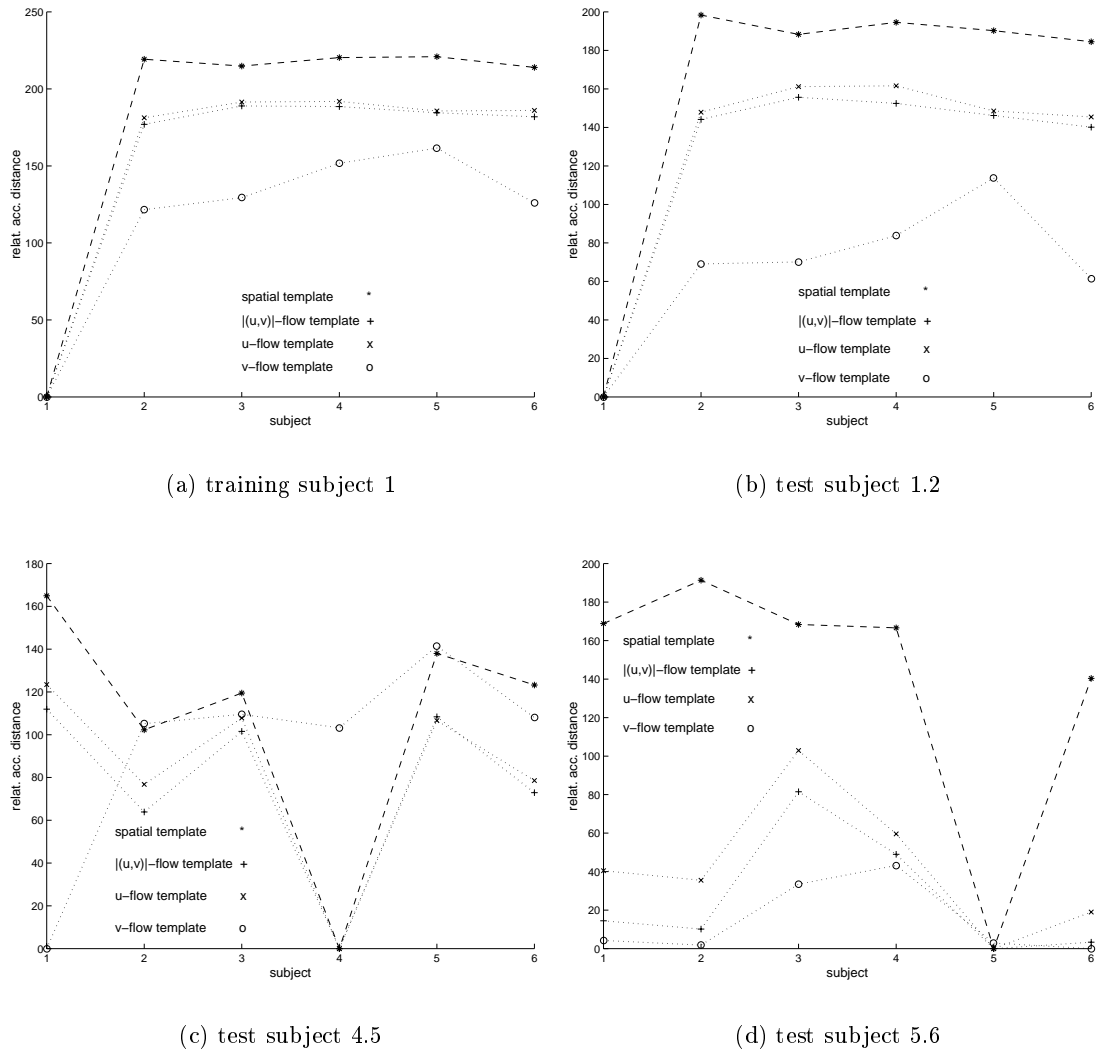 250
200
150
100
50
0
relat. acc. distance
spatial template *
|(u,v)|−flow template +
u−flow template x
v−flow template o
1 2 3 4 5 6
subject
(a) training subject 1
200
180
160
140
120
100
80
60
40
20
0
relat. acc. distance
spatial template *
|(u,v)|−flow template +
u−flow template x
v−flow template o
1 2 3 4 5 6
subject
(b) test subject 1.2
180
160
140
120
100
80
60
40
20
0
relat. acc. distance
spatial template *
|(u,v)|−flow template +
u−flow template x
v−flow template o
1 2 3 4 5 6
subject
(c) test subject 4.5
200
180
160
140
120
100
80
60
40
20
0
relat. acc. distance
spatial template *
|(u,v)|−flow template +
u−flow template x
v−flow template o
1 2 3 4 5 6
subject
(d) test subject 5.6